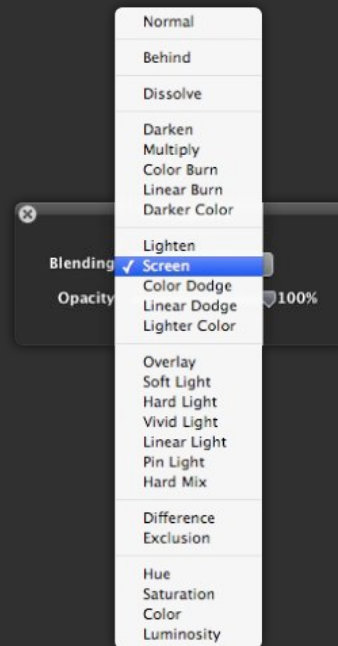 Normal
Behind
Dissolve
Darken
Multiply
Color Burn
Linear Burn
Darker Color
Lighten
Blending ✓ Screen
Color Dodge
Opacity 100%
Linear Dodge
Lighter Color
Overlay
Soft Light
Hard Light
Vivid Light
Linear Light
Pin Light
Hard Mix
Difference
Exclusion
Hue
Saturation
Color
Luminosity